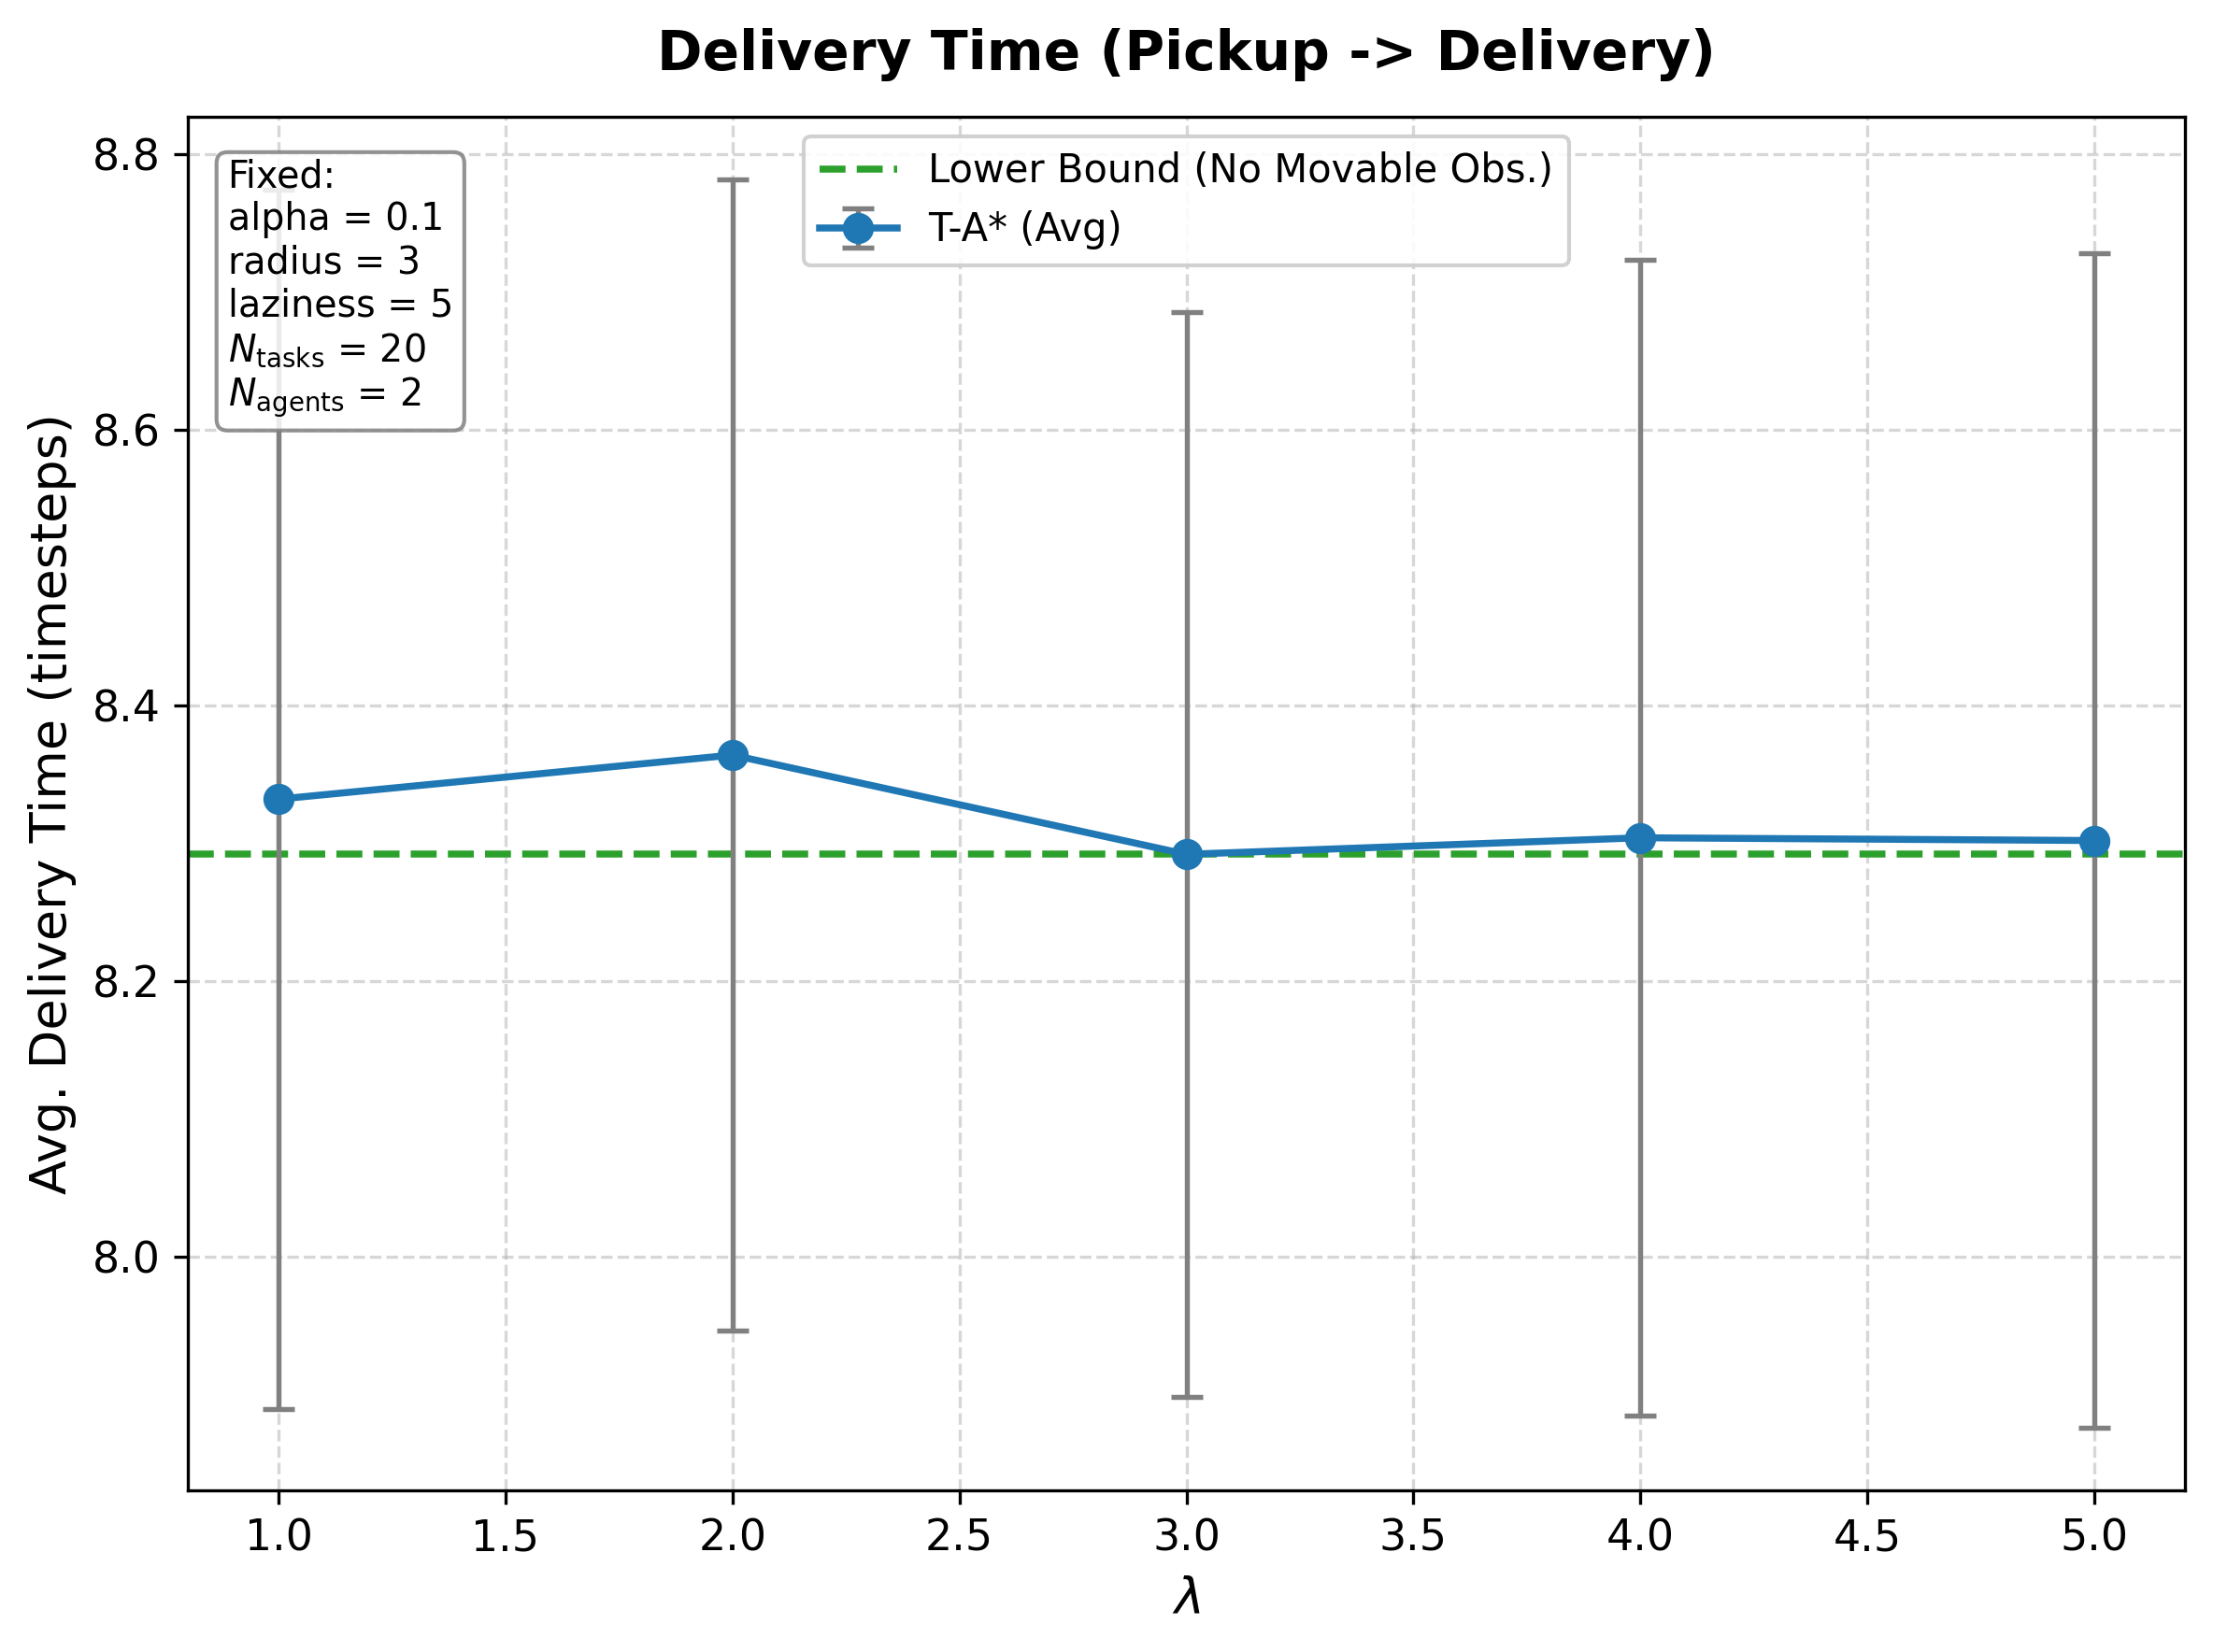 Delivery Time (Pickup -> Delivery)
Fixed:
alpha = 0.1
radius = 3
laziness = 5
N_tasks = 20
N_agents = 2
Lower Bound (No Movable Obs.)
T-A* (Avg)
Avg. Delivery Time (timesteps)
8.8
8.6
8.4
8.2
8.0
1.0 1.5 2.0 2.5 3.0 3.5 4.0 4.5 5.0
λ